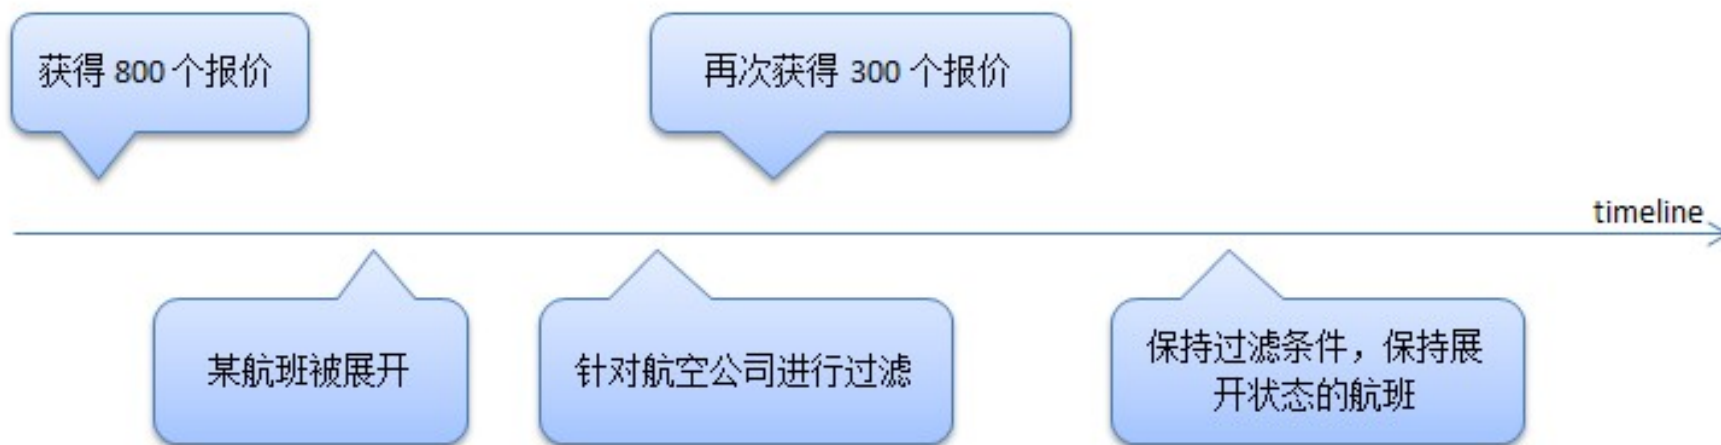 获得 800 个报价
再次获得 300 个报价
timeline
某航班被展开
针对航空公司进行过滤
保持过滤条件，保持展
开状态的航班